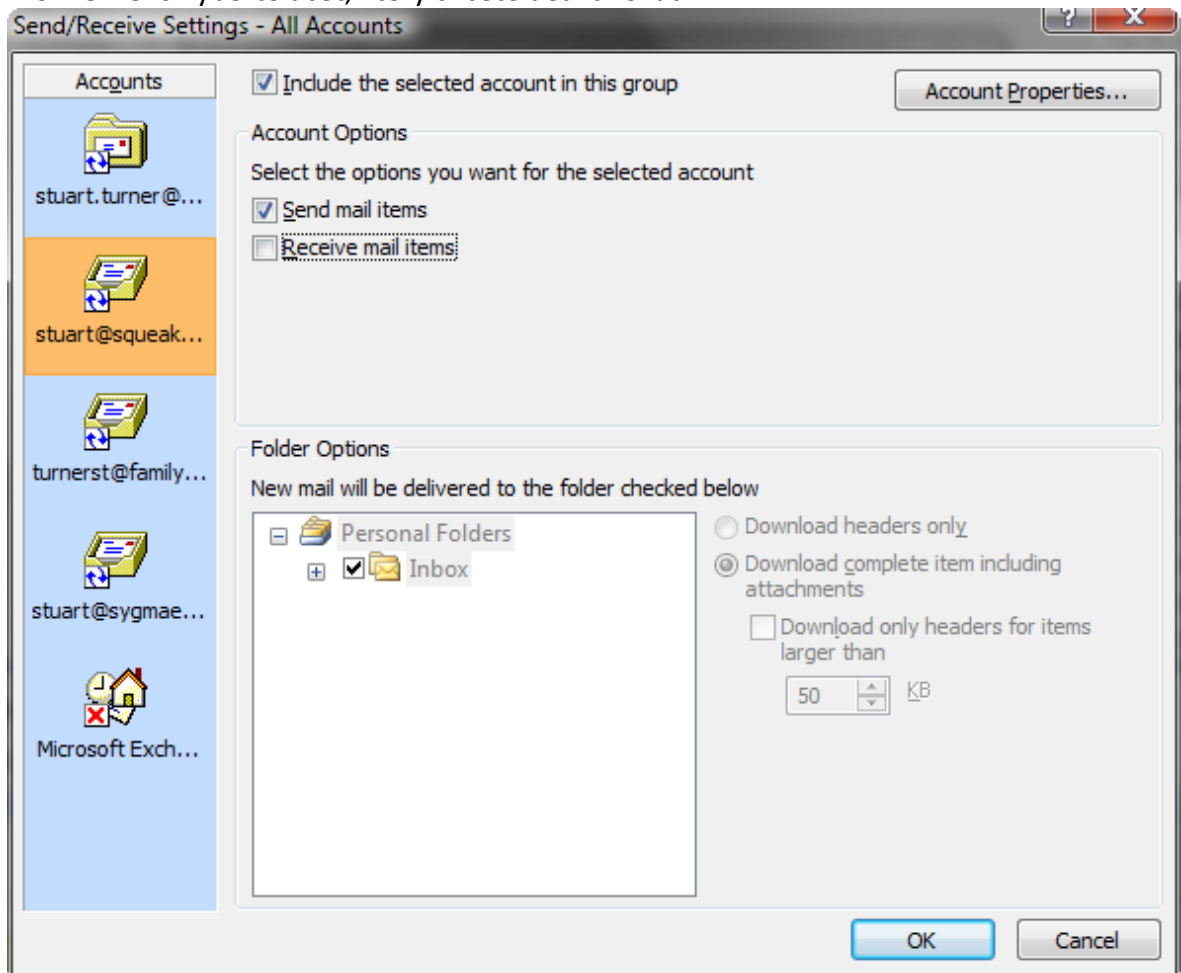 Send/Receive Settings - All Accounts
Accounts
Include the selected account in this group
Account Properties...
stuart.turner@...
stuart@squeak...
turnerst@family...
stuart@sygmae...
Microsoft Exch...
Account Options
Select the options you want for the selected account
Send mail items
Receive mail items
Folder Options
New mail will be delivered to the folder checked below
Personal Folders
Inbox
Download headers only
Download complete item including
attachments
Download only headers for items
larger than
50 KB
OK Cancel